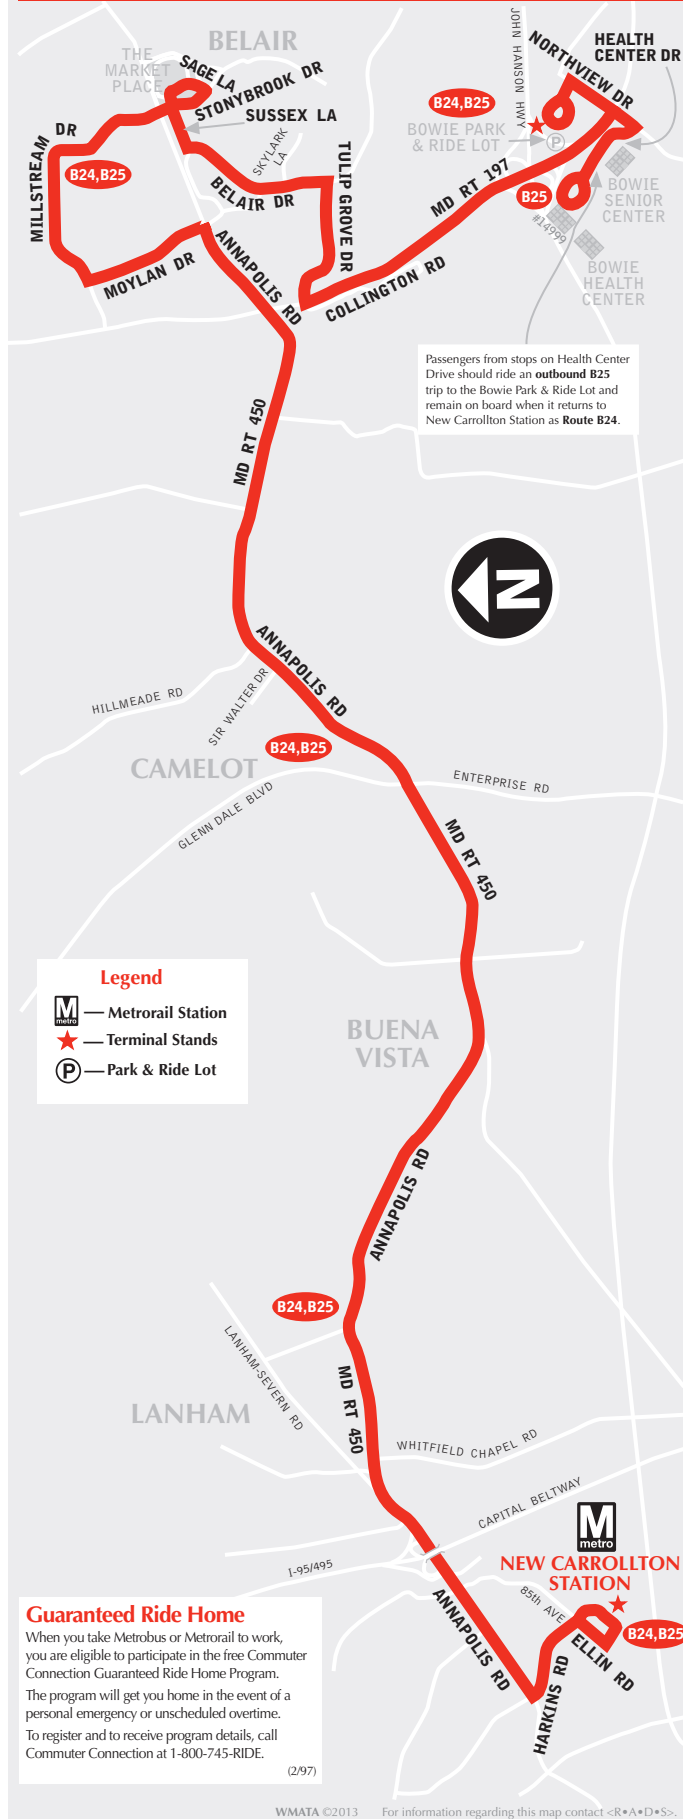 BELAIR
THE
MARKET
PLACE
SAGE LA
STONYBROOK DR
SUSSEX LA
MILLSTREAM DR
B24,B25
SKYLARK
LA
BELAIR DR
TULIP GROVE DR
MOYLAN DR
ANNAPOLIS RD
COLLINGTON RD
MD RT 197
JOHN HANSON HWY
NORTHVIEW DR
HEALTH
CENTER DR
B24,B25
BOWIE PARK
& RIDE LOT
P
B25
#14999
BOWIE
SENIOR
CENTER
BOWIE
HEALTH
CENTER
Passengers from stops on Health Center
Drive should ride an outbound B25
trip to the Bowie Park & Ride Lot and
remain on board when it returns to
New Carrollton Station as Route B24.
MD RT 450
N
ANNAPOLIS RD
HILLMEADE RD
SIR WALTER DR
B24,B25
CAMELOT
GLENN DALE BLVD
ENTERPRISE RD
MD RT 450
Legend
M
metro
— Metrorail Station
— Terminal Stands
P — Park & Ride Lot
BUENA
VISTA
ANNAPOLIS RD
B24,B25
LANHAM-SEVERN RD
MD RT 450
LANHAM
WHITFIELD CHAPEL RD
CAPITAL BELTWAY
I-95/495
M
metro
NEW CARROLLTON
STATION
85th AVE
B24,B25
ELLIN RD
ANNAPOLIS RD
HARKINS RD
Guaranteed Ride Home
When you take Metrobus or Metrorail to work,
you are eligible to participate in the free Commuter
Connection Guaranteed Ride Home Program.
The program will get you home in the event of a
personal emergency or unscheduled overtime.
To register and to receive program details, call
Commuter Connection at 1-800-745-RIDE.
(2/97)
WMATA ©2013 For information regarding this map contact <R•A•D•S>.